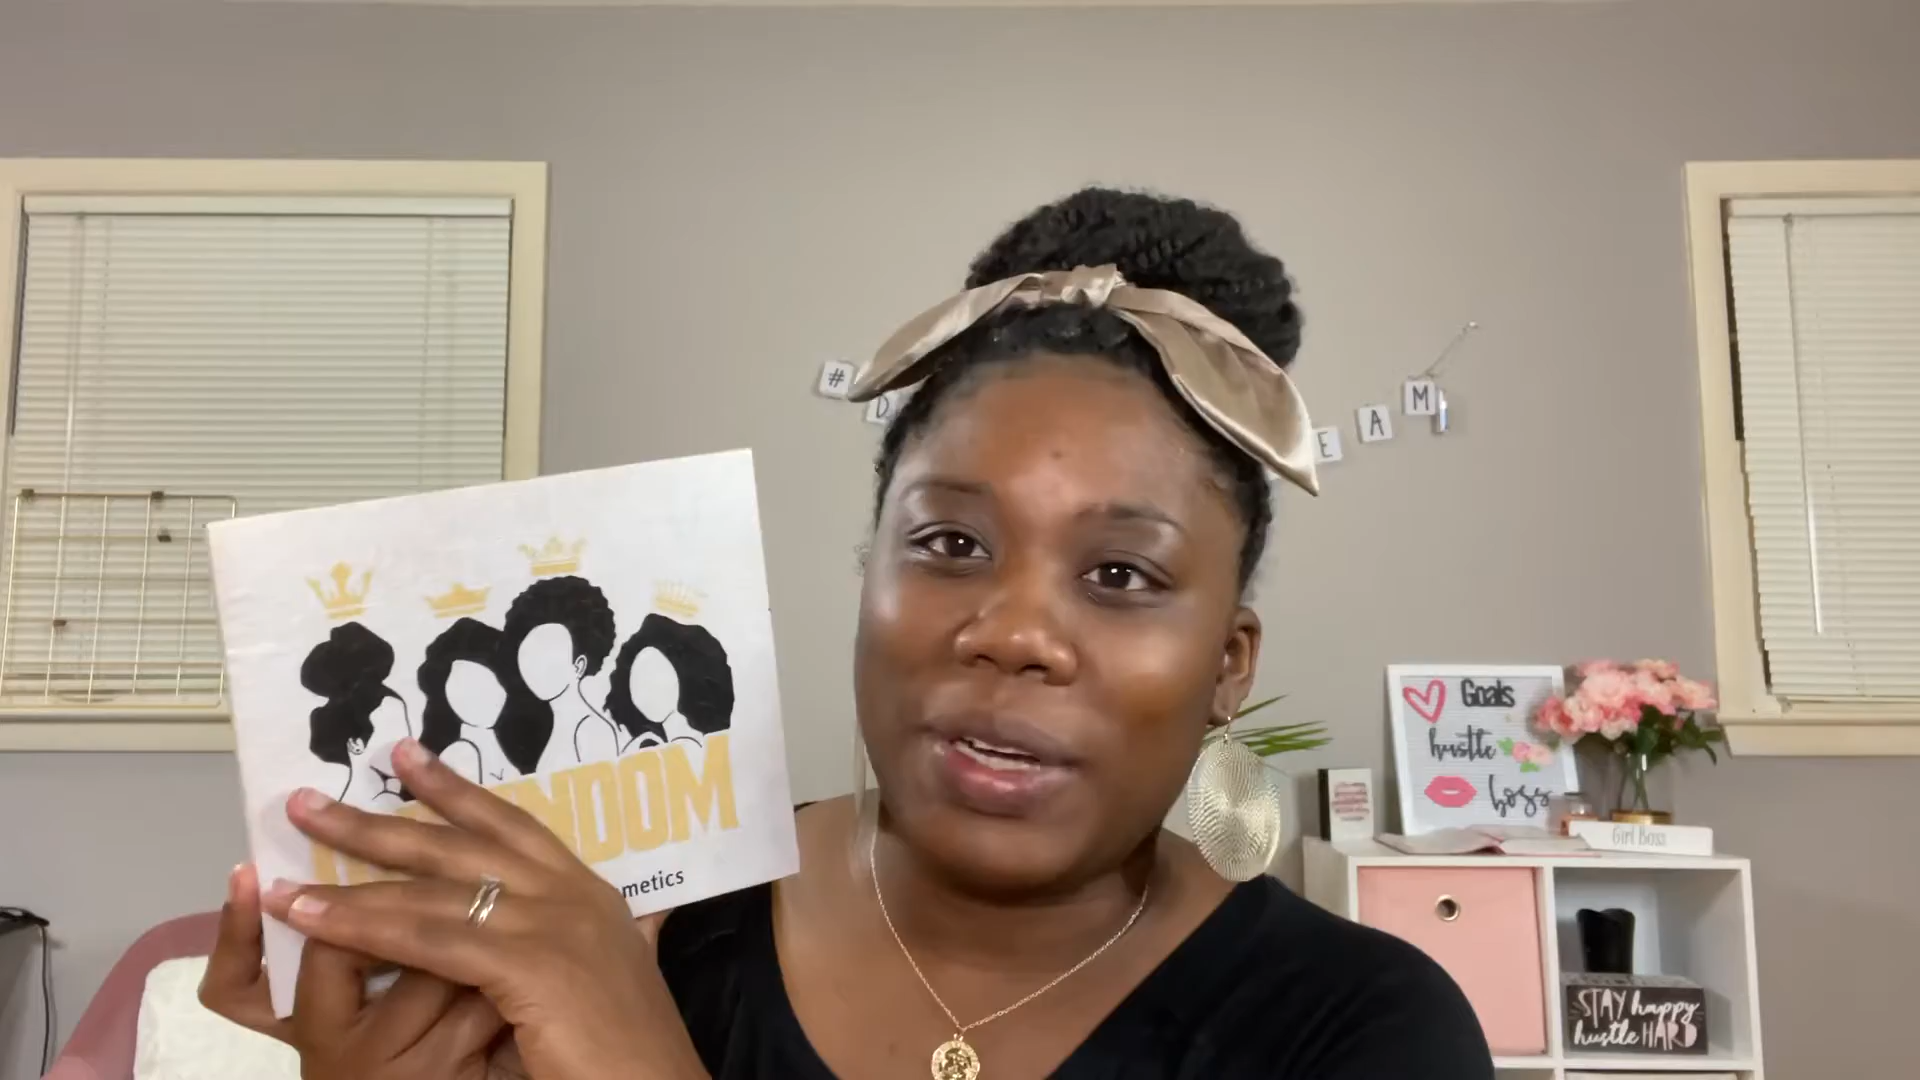 #
D
E
A
M
NDOM
metics
Goals
hustle
boss
Girl Boss
STAY happy
hustle HARD